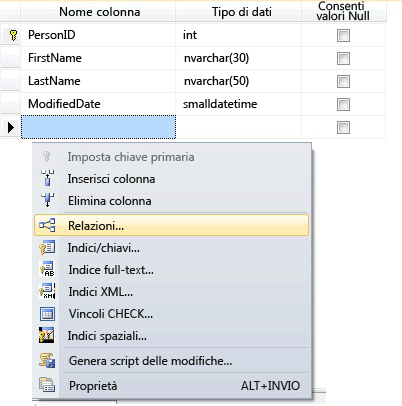 Nome colonna Tipo di dati Consenti valori Null
PersonID int
FirstName nvarchar(30)
LastName nvarchar(50)
ModifiedDate smalldatetime
Imposta chiave primaria
Inserisci colonna
Elimina colonna
Relazioni...
Indici/chiavi...
Indice full-text...
Indici XML...
Vincoli CHECK...
Indici spaziali...
Genera script delle modifiche...
Proprietà ALT+INVIO